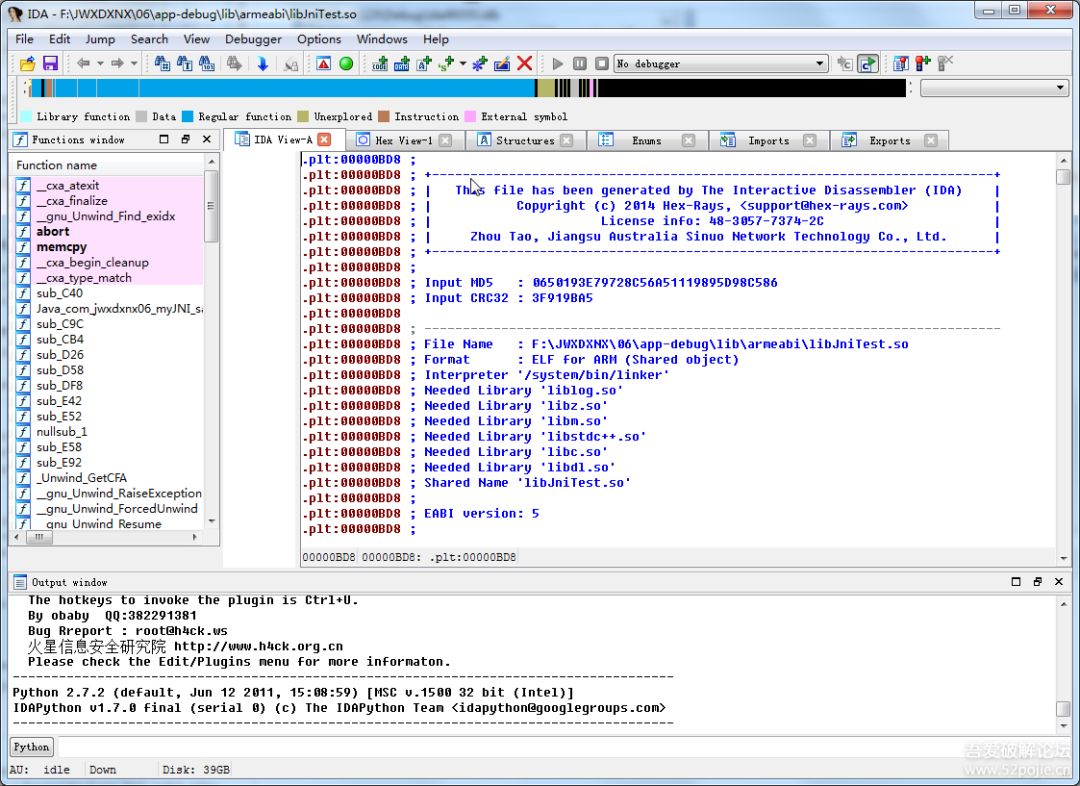 IDA - F:\JWXDXNX\06\app-debug\lib\armeabi\libJniTest.so
File Edit Jump Search View Debugger Options Windows Help
No debugger
Library function Data Regular function Unexplored Instruction External symbol
Functions window
IDA View-A Hex View-1 Structures Enums Imports Exports
Function name
__cxa_atexit
__cxa_finalize
__gnu_Unwind_Find_exidx
abort
memcpy
__cxa_begin_cleanup
__cxa_type_match
sub_C40
Java_com_jwxdxnx06_myJNI_sa
sub_C9C
sub_CB4
sub_D26
sub_D58
sub_DF8
sub_E42
sub_E52
nullsub_1
sub_E58
sub_E92
_Unwind_GetCFA
__gnu_Unwind_RaiseException
__gnu_Unwind_ForcedUnwind
__gnu_Unwind_Resume
.plt:00000BD8 ;
.plt:00000BD8 ; +-------------------------------------------------------------------------+
.plt:00000BD8 ; | This file has been generated by The Interactive Disassembler (IDA) |
.plt:00000BD8 ; | Copyright (c) 2014 Hex-Rays, <support@hex-rays.com> |
.plt:00000BD8 ; | License info: 48-3057-7374-2C |
.plt:00000BD8 ; | Zhou Tao, Jiangsu Australia Sinuo Network Technology Co., Ltd. |
.plt:00000BD8 ; +-------------------------------------------------------------------------+
.plt:00000BD8 ;
.plt:00000BD8 ; Input MD5 : 0650193E79728C56A51119895D98C586
.plt:00000BD8 ; Input CRC32 : 3F919BA5
.plt:00000BD8
.plt:00000BD8 ; ---------------------------------------------------------------------------
.plt:00000BD8 ; File Name : F:\JWXDXNX\06\app-debug\lib\armeabi\libJniTest.so
.plt:00000BD8 ; Format : ELF for ARM (Shared object)
.plt:00000BD8 ; Interpreter '/system/bin/linker'
.plt:00000BD8 ; Needed Library 'liblog.so'
.plt:00000BD8 ; Needed Library 'libz.so'
.plt:00000BD8 ; Needed Library 'libm.so'
.plt:00000BD8 ; Needed Library 'libstdc++.so'
.plt:00000BD8 ; Needed Library 'libc.so'
.plt:00000BD8 ; Needed Library 'libdl.so'
.plt:00000BD8 ; Shared Name 'libJniTest.so'
.plt:00000BD8 ;
.plt:00000BD8 ; EABI version: 5
.plt:00000BD8 ;
00000BD8 00000BD8: .plt:00000BD8
Output window
The hotkeys to invoke the plugin is Ctrl+U.
By obaby QQ:382291381
Bug Rreport : root@h4ck.ws
火星信息安全研究院 http://www.h4ck.org.cn
Please check the Edit/Plugins menu for more informaton.
---------------------------------------------------------------------------------
Python 2.7.2 (default, Jun 12 2011, 15:08:59) [MSC v.1500 32 bit (Intel)]
IDAPython v1.7.0 final (serial 0) (c) The IDAPython Team <idapython@googlegroups.com>
---------------------------------------------------------------------------------
Python
AU: idle Down Disk: 39GB
吾爱破解论坛
www.52pojie.cn